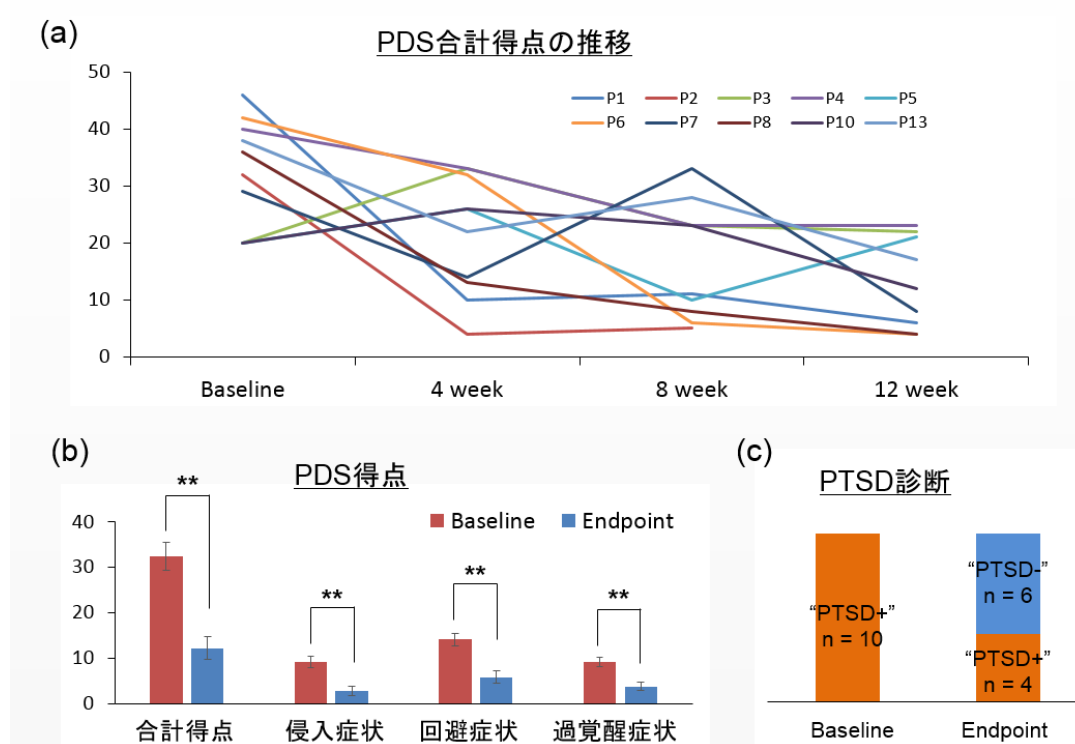 (a)
PDS合計得点の推移
50
40
30
20
10
0
P1 P2 P3 P4 P5
P6 P7 P8 P10 P13
Baseline 4 week 8 week 12 week
(b)
PDS得点
Baseline Endpoint
40
30
20
10
0
**
**
**
**
合計得点 侵入症状 回避症状 過覚醒症状
(c)
PTSD診断
“PTSD+”
n = 10
“PTSD-”
n = 6
“PTSD+”
n = 4
Baseline Endpoint